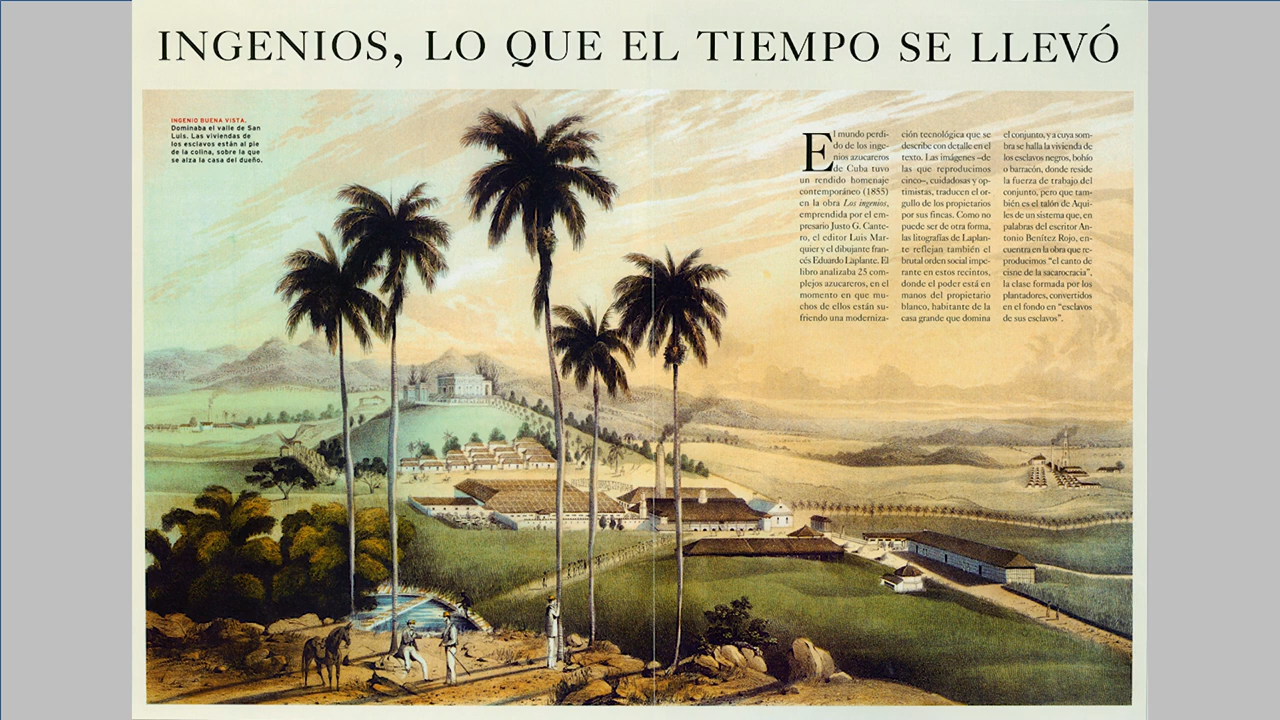 INGENIOS, LO QUE EL TIEMPO SE LLEVÓ
INGENIO BUENA VISTA.
Dominaba el valle de San
Luis. Las viviendas de
los esclavos están al pie
de la colina, sobre la que
se alza la casa del dueño.
El mundo perdi-
do de los inge-
nios azucareros
de Cuba tuvo
un rendido homenaje
contemporáneo (1855)
en la obra Los ingenios,
emprendida por el em-
presario Justo G. Cante-
ro, el editor Luis Mar-
quier y el dibujante fran-
cés Eduardo Laplante. El
libro analizaba 25 com-
plejos azucareros, en el
momento en que mu-
chos de ellos están su-
friendo una moderniza-
ción tecnológica que se
describe con detalle en el
texto. Las imágenes –de
las que reproducimos
cinco–, cuidadosas y op-
timistas, traducen el or-
gullo de los propietarios
por sus fincas. Como no
puede ser de otra forma,
las litografías de Laplan-
te reflejan también el
brutal orden social impe-
rante en estos recintos,
donde el poder está en
manos del propietario
blanco, habitante de la
casa grande que domina
el conjunto, y a cuya som-
bra se halla la vivienda de
los esclavos negros, bohío
o barracón, donde reside
la fuerza de trabajo del
conjunto, pero que tam-
bién es el talón de Aqui-
les de un sistema que, en
palabras del escritor An-
tonio Benítez Rojo, en-
cuentra en la obra que re-
producimos “el canto de
cisne de la sacarocracia”,
la clase formada por los
plantadores, convertidos
en el fondo en “esclavos
de sus esclavos”.